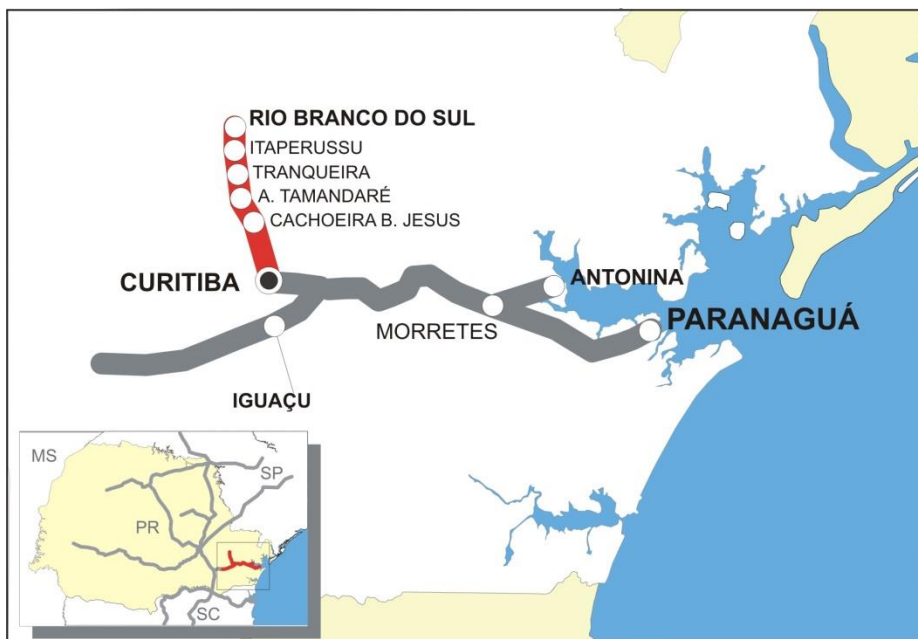 RIO BRANCO DO SUL
ITAPERUSSU
TRANQUEIRA
A. TAMANDARÉ
CACHOEIRA B. JESUS
CURITIBA
ANTONINA
MORRETES
PARANAGUÁ
IGUAÇU
MS
SP
PR
SC